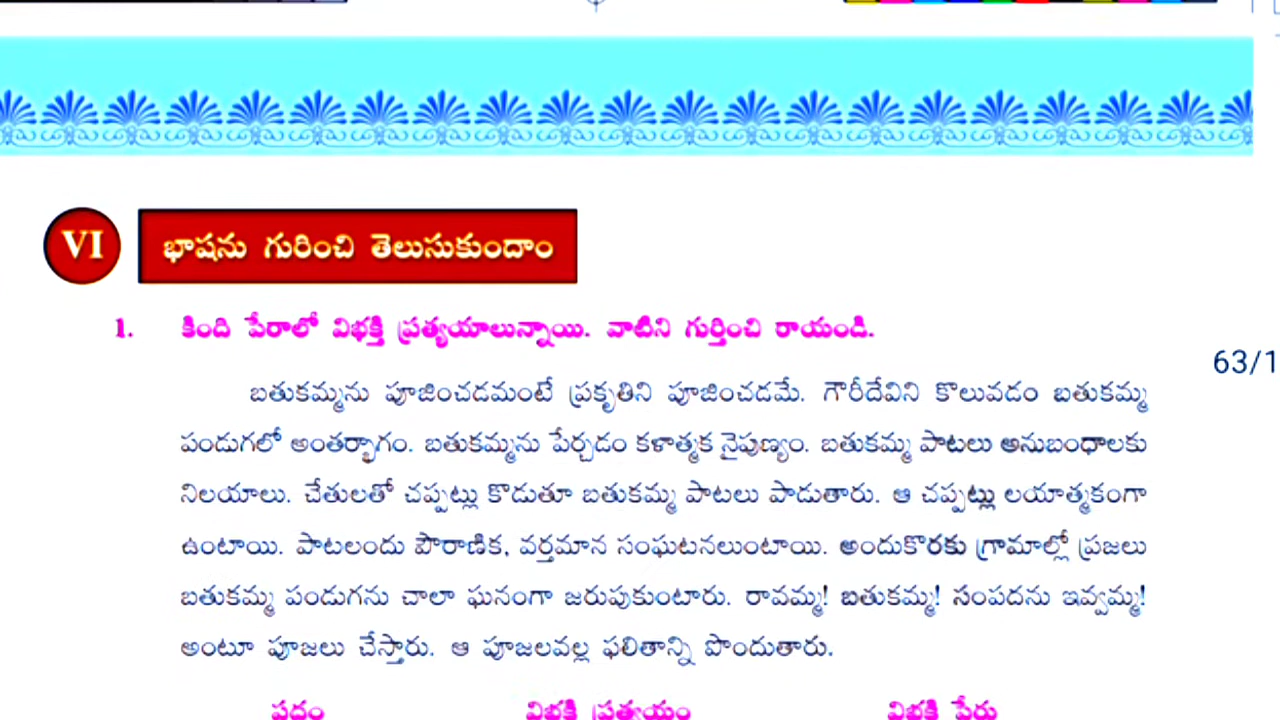 VI భాషను గురించి తెలుసుకుందాం
1. కింది పేరాలో విభక్తి ప్రత్యయాలున్నాయి. వాటిని గుర్తించి రాయండి.
63/1
బతుకమ్మను పూజించడమంటే ప్రకృతిని పూజించడమే. గౌరీదేవిని కొలువడం బతుకమ్మ
పండుగలో అంతర్భాగం. బతుకమ్మను పేర్చడం కళాత్మక నైపుణ్యం. బతుకమ్మ పాటలు అనుబంధాలకు
నిలయాలు. చేతులతో చప్పట్లు కొడుతూ బతుకమ్మ పాటలు పాడుతారు. ఆ చప్పట్లు లయాత్మకంగా
ఉంటాయి. పాటలందు పౌరాణిక, వర్తమాన సంఘటనలుంటాయి. అందుకొరకు గ్రామాల్లో ప్రజలు
బతుకమ్మ పండుగను చాలా ఘనంగా జరుపుకుంటారు. రావమ్మ! బతుకమ్మ! సంపదను ఇవ్వమ్మ!
అంటూ పూజలు చేస్తారు. ఆ పూజలవల్ల ఫలితాన్ని పొందుతారు.
పదం విభక్తి ప్రత్యయం విభక్తి పేరు